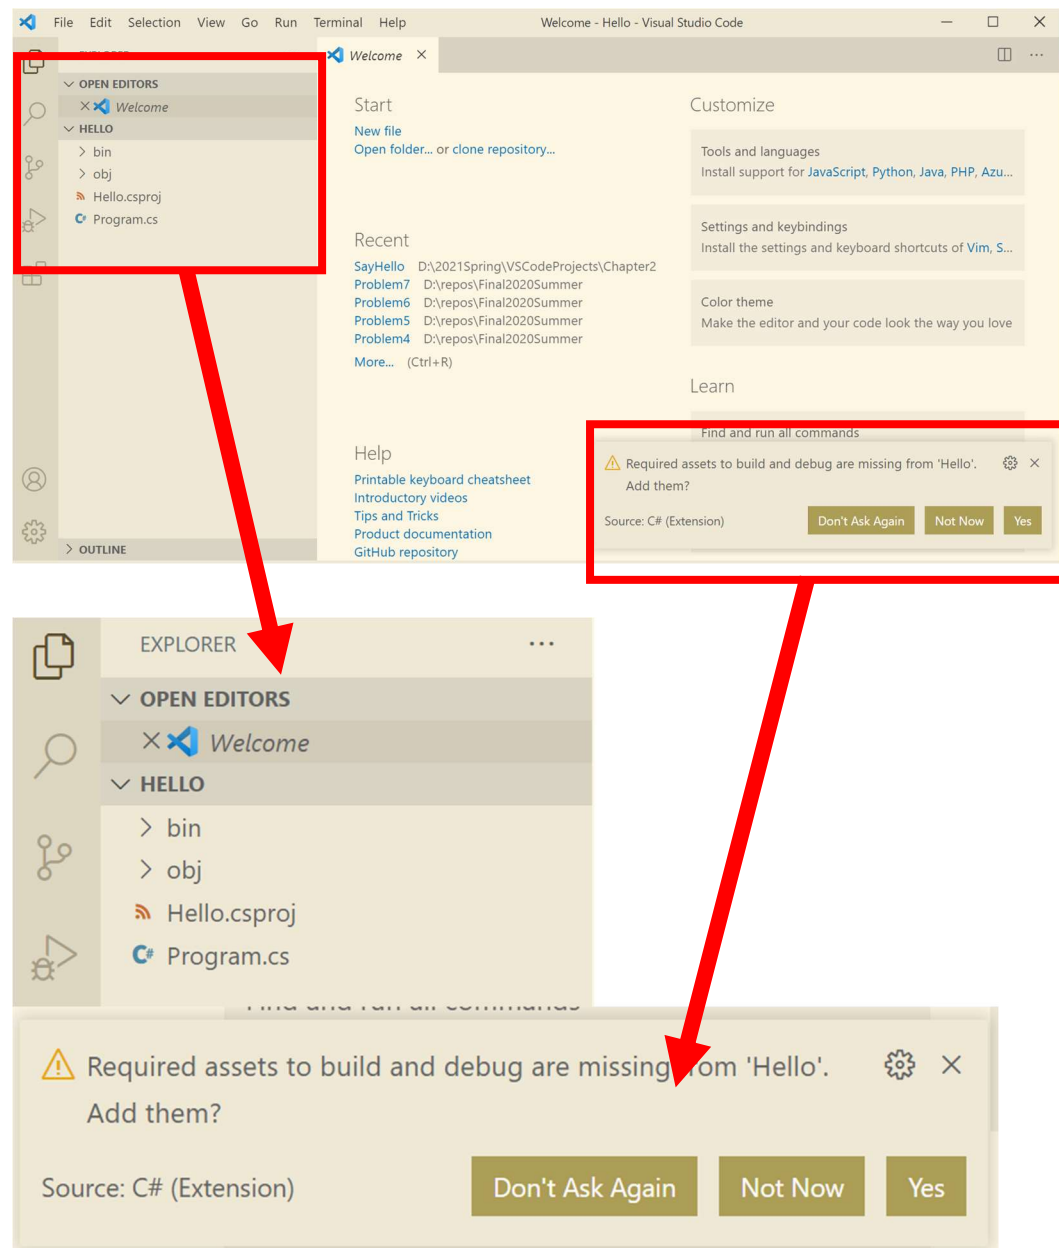 File Edit Selection View Go Run Terminal Help Welcome - Hello - Visual Studio Code
Welcome
OPEN EDITORS
Welcome
HELLO
bin
obj
Hello.csproj
C# Program.cs
OUTLINE
Start
New file
Open folder... or clone repository...
Recent
SayHello D:\2021Spring\VSCodeProjects\Chapter2
Problem7 D:\repos\Final2020Summer
Problem6 D:\repos\Final2020Summer
Problem5 D:\repos\Final2020Summer
Problem4 D:\repos\Final2020Summer
More... (Ctrl+R)
Help
Printable keyboard cheatsheet
Introductory videos
Tips and Tricks
Product documentation
GitHub repository
Customize
Tools and languages
Install support for JavaScript, Python, Java, PHP, Azu...
Settings and keybindings
Install the settings and keyboard shortcuts of Vim, S...
Color theme
Make the editor and your code look the way you love
Learn
Find and run all commands
Required assets to build and debug are missing from 'Hello'.
Add them?
Source: C# (Extension) Don't Ask Again Not Now Yes
EXPLORER
OPEN EDITORS
Welcome
HELLO
bin
obj
Hello.csproj
C# Program.cs
Find and run all commands
Required assets to build and debug are missing from 'Hello'.
Add them?
Source: C# (Extension) Don't Ask Again Not Now Yes